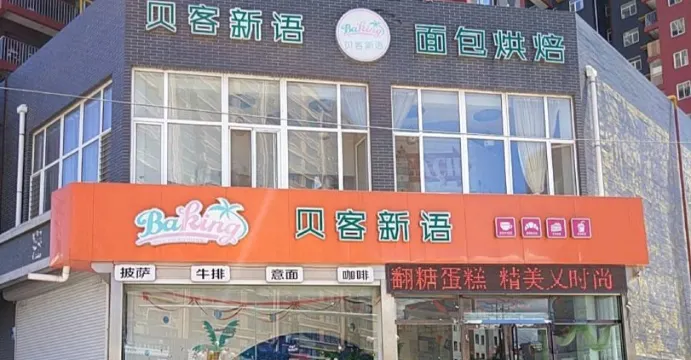 贝客新语
Baking
贝客新语
面包烘焙
Baking
贝客新语
披萨
牛排
意面
咖啡
翻糖蛋糕 精美乂时尚